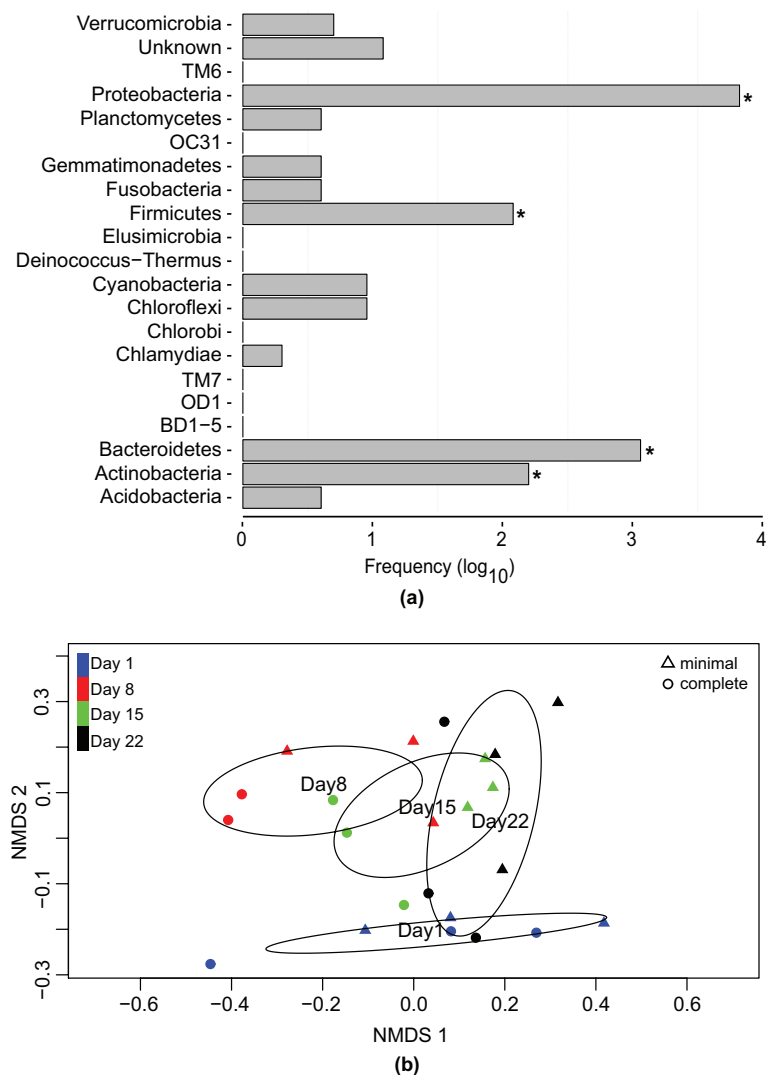 Verrucomicrobia
Unknown
TM6
Proteobacteria *
Planctomycetes
OC31
Gemmatimonadetes
Fusobacteria
Firmicutes *
Elusimicrobia
Deinococcus−Thermus
Cyanobacteria
Chloroflexi
Chlorobi
Chlamydiae
TM7
OD1
BD1−5
Bacteroidetes *
Actinobacteria *
Acidobacteria
0 1 2 3 4
Frequency (log10)
(a)
Day 1
Day 8
Day 15
Day 22
minimal
complete
Day8
Day15
Day22
Day1
0.3
0.1
−0.1
−0.3
NMDS 2
−0.6 −0.4 −0.2 0.0 0.2 0.4 0.6
NMDS 1
(b)